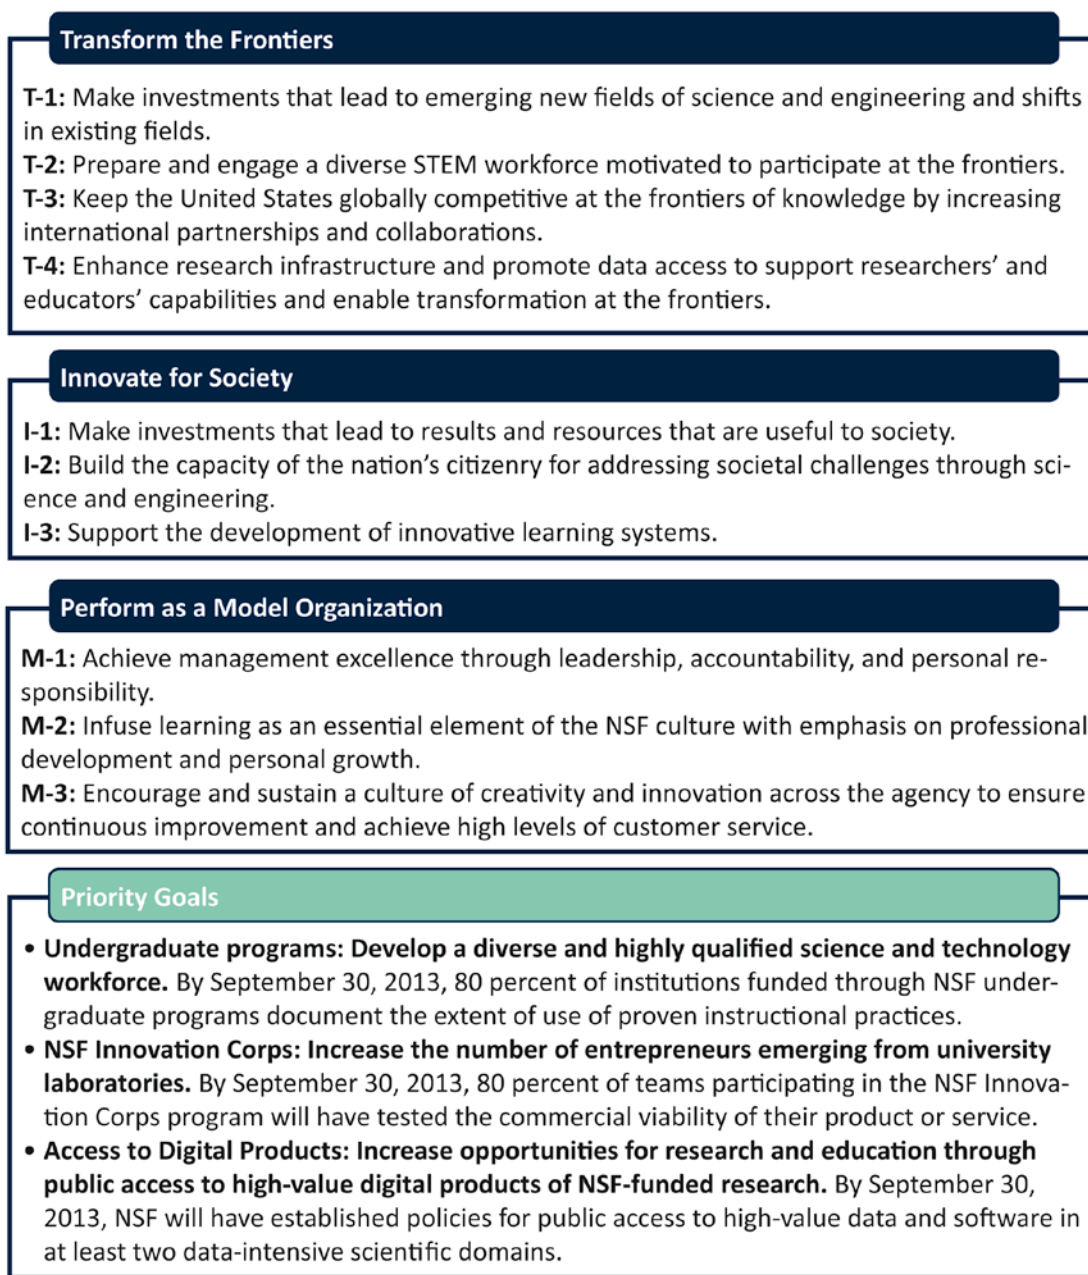 Transform the Frontiers
T-1: Make investments that lead to emerging new fields of science and engineering and shifts
in existing fields.
T-2: Prepare and engage a diverse STEM workforce motivated to participate at the frontiers.
T-3: Keep the United States globally competitive at the frontiers of knowledge by increasing
international partnerships and collaborations.
T-4: Enhance research infrastructure and promote data access to support researchers’ and
educators’ capabilities and enable transformation at the frontiers.
Innovate for Society
I-1: Make investments that lead to results and resources that are useful to society.
I-2: Build the capacity of the nation’s citizenry for addressing societal challenges through sci-
ence and engineering.
I-3: Support the development of innovative learning systems.
Perform as a Model Organization
M-1: Achieve management excellence through leadership, accountability, and personal re-
sponsibility.
M-2: Infuse learning as an essential element of the NSF culture with emphasis on professional
development and personal growth.
M-3: Encourage and sustain a culture of creativity and innovation across the agency to ensure
continuous improvement and achieve high levels of customer service.
Priority Goals
• Undergraduate programs: Develop a diverse and highly qualified science and technology
workforce. By September 30, 2013, 80 percent of institutions funded through NSF under-
graduate programs document the extent of use of proven instructional practices.
• NSF Innovation Corps: Increase the number of entrepreneurs emerging from university
laboratories. By September 30, 2013, 80 percent of teams participating in the NSF Innova-
tion Corps program will have tested the commercial viability of their product or service.
• Access to Digital Products: Increase opportunities for research and education through
public access to high-value digital products of NSF-funded research. By September 30,
2013, NSF will have established policies for public access to high-value data and software in
at least two data-intensive scientific domains.